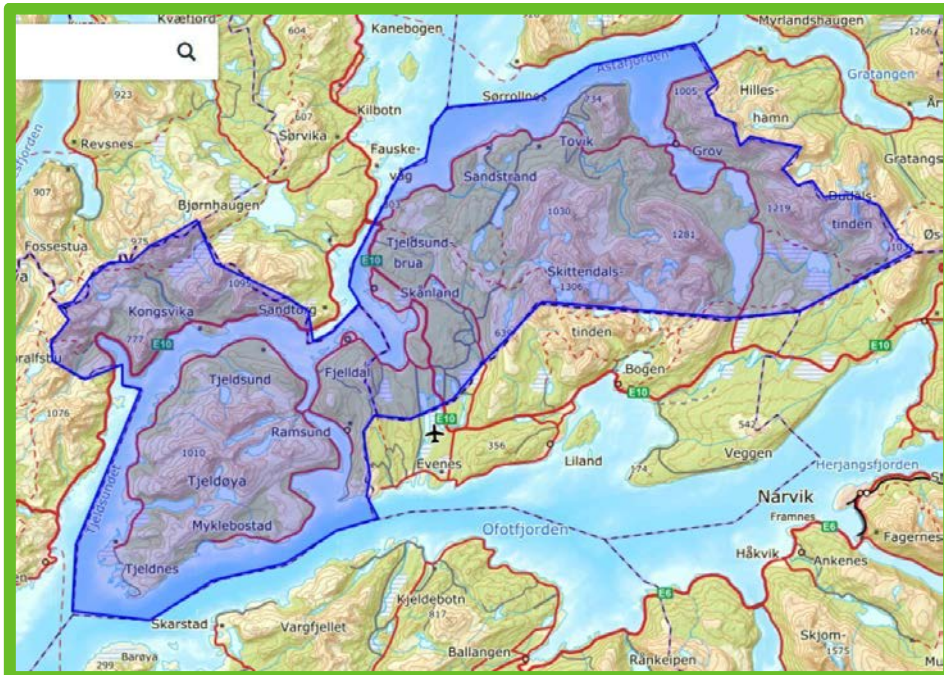 Kvæfjord
Kanebogen
Myrlandshaugen
604
1266
Astafjorden
Gratangen
923
Sørrollnes
734
1005
Hilles-
hamn
Kilbotn
607
Revsnes
Sørvika
Tovik
Grov
Fauske-
våg
Sandstrand
Gratangs
907
Bjørnhaugen
1030
1219
Dudals-
tinden
Fossestua
975
Tjeldsund-
brua
1281
Øse
E10
Skittendals-
1306
1095
Skånland
Kongsvika
Sandtorg
777
E10
639
tinden
Fjelldal
Bogen
E10
Tjeldsund
E10
1076
E10
Ramsund
542
356
1010
Evenes
Liland
174
Veggen
Tjeldsundet
Tjeldøya
Herjangsfjorden
Narvik
Myklebostad
Ofotfjorden
Framnes
E6
Fagernes
Håkvik
Ankenes
Tjeldnes
E6
Kjeldebotn
817
Skarstad
Vargfjellet
Skjom-
1575
Ballangen
Rånkeipen
Barøya
299